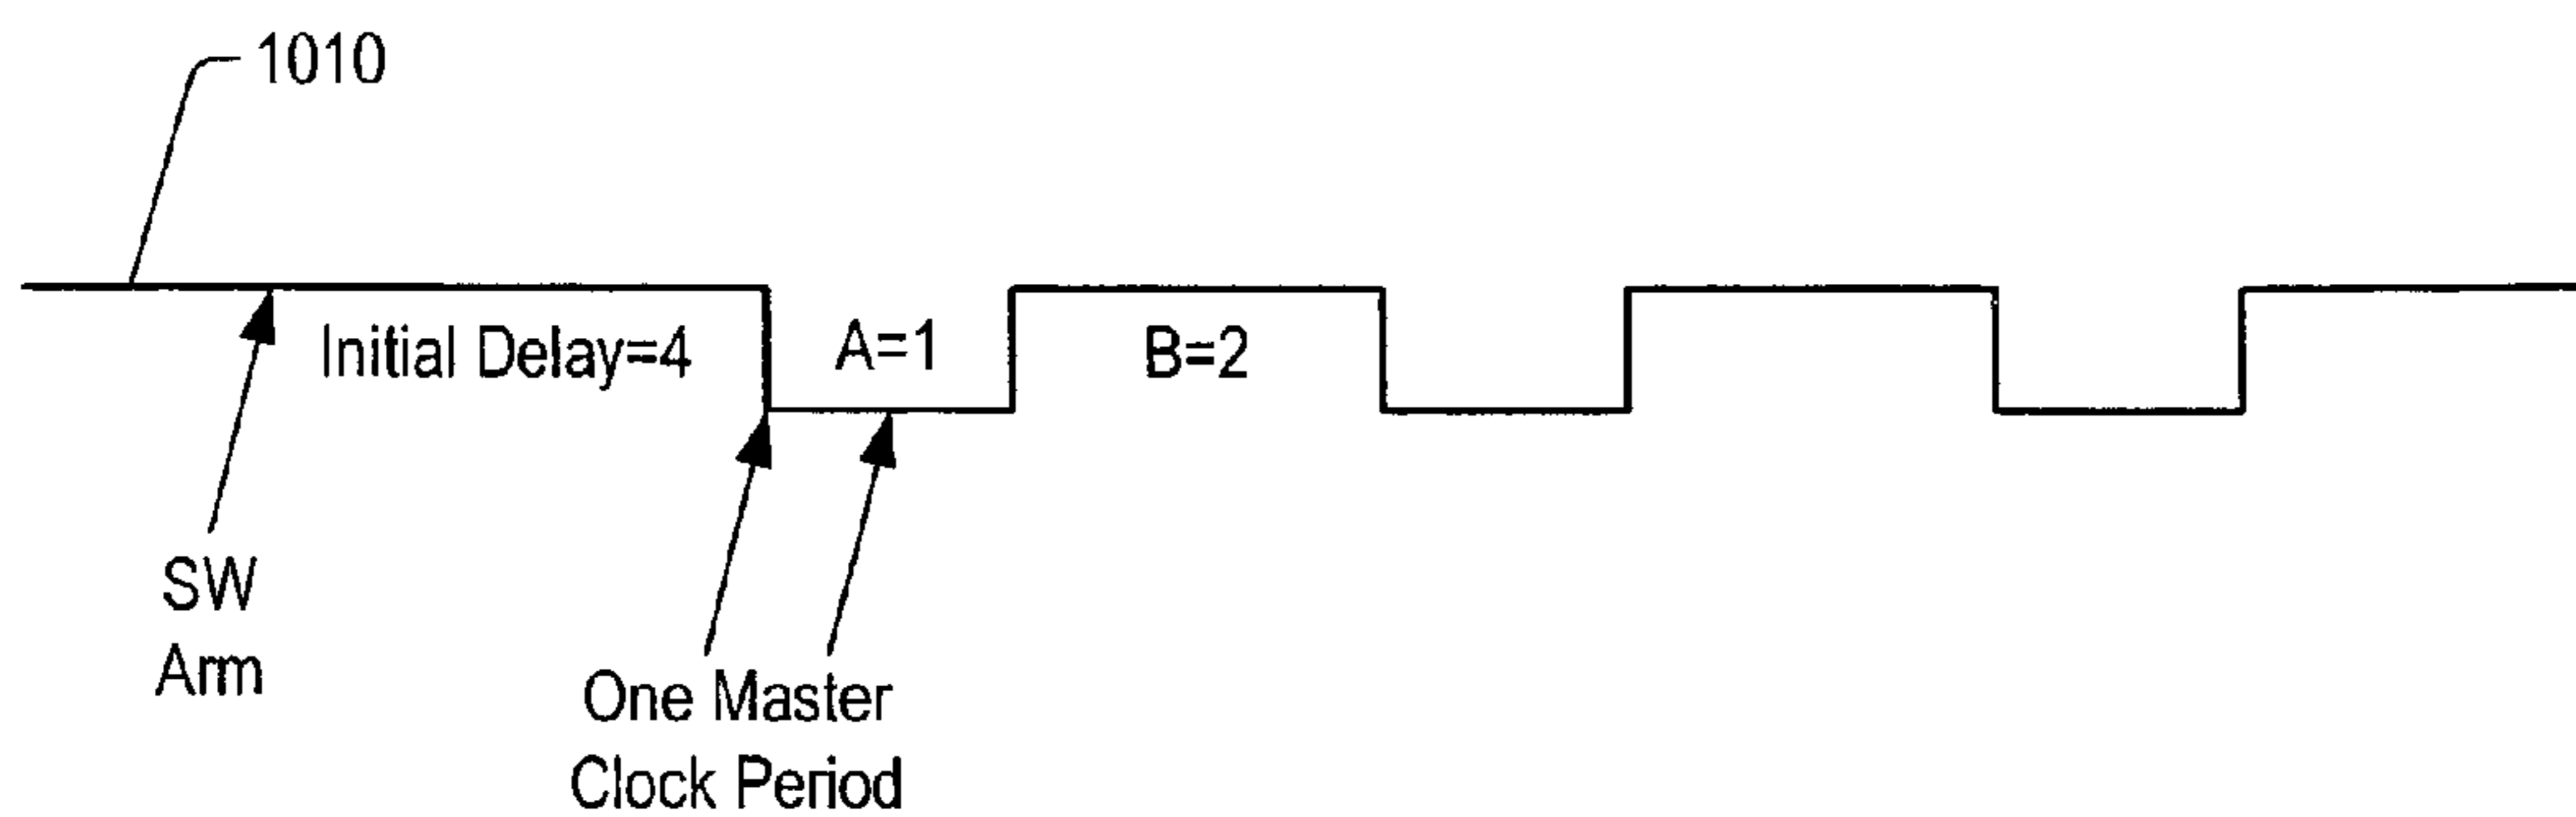 1010
Initial Delay=4
A=1
B=2
SW
Arm
One Master
Clock Period